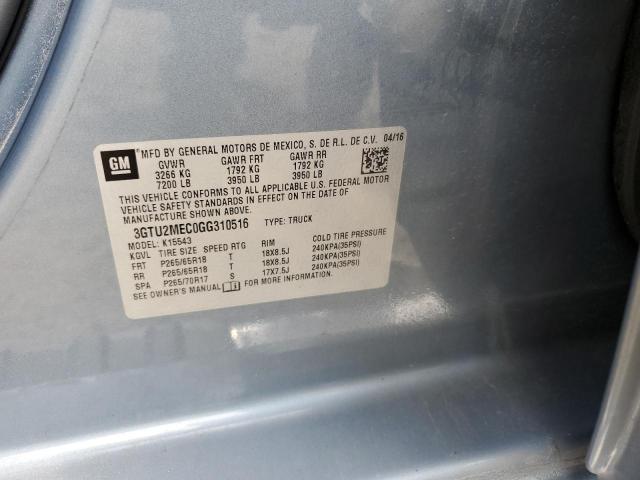 GM
MFD BY GENERAL MOTORS DE MEXICO, S. DE R.L. DE C.V. 04/16
GVWR GAWR FRT GAWR RR
3266 KG 1792 KG 1792 KG
7200 LB 3950 LB 3950 LB
THIS VEHICLE CONFORMS TO ALL APPLICABLE U.S. FEDERAL MOTOR
VEHICLE SAFETY STANDARDS IN EFFECT ON THE DATE OF
MANUFACTURE SHOWN ABOVE.
3GTU2MEC0GG310516 TYPE: TRUCK
MODEL: K15543
KGVL TIRE SIZE SPEED RTG RIM COLD TIRE PRESSURE
FRT P265/65R18 T 18X8.5J 240KPA(35PSI)
RR P265/65R18 T 18X8.5J 240KPA(35PSI)
SPA P265/70R17 S 17X7.5J 240KPA(35PSI)
SEE OWNER'S MANUAL FOR MORE INFORMATION.